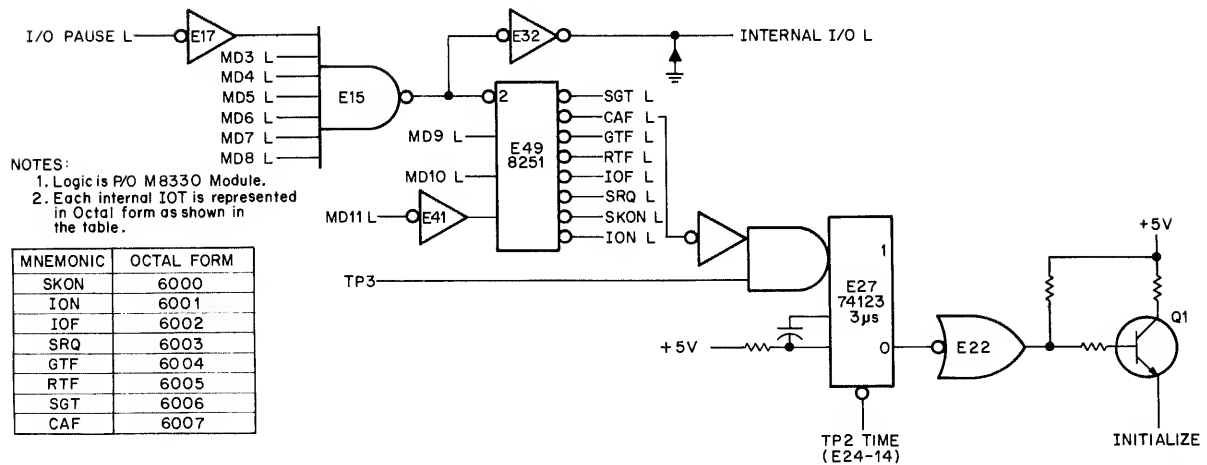 I/O PAUSE L
E17
MD3 L
MD4 L
MD5 L
MD6 L
MD7 L
MD8 L
E15
E32
INTERNAL I/O L
2
E49
8251
MD9 L
MD10 L
MD11 L
E41
SGT L
CAF L
GTF L
RTF L
IOF L
SRQ L
SKON L
ION L
TP3
1
E27
74123
3µs
0
+5V
TP2 TIME
(E24-14)
E22
+5V
Q1
INITIALIZE
NOTES:
1. Logic is P/O M8330 Module.
2. Each internal IOT is represented
in Octal form as shown in
the table.
MNEMONIC OCTAL FORM
SKON 6000
ION 6001
IOF 6002
SRQ 6003
GTF 6004
RTF 6005
SGT 6006
CAF 6007